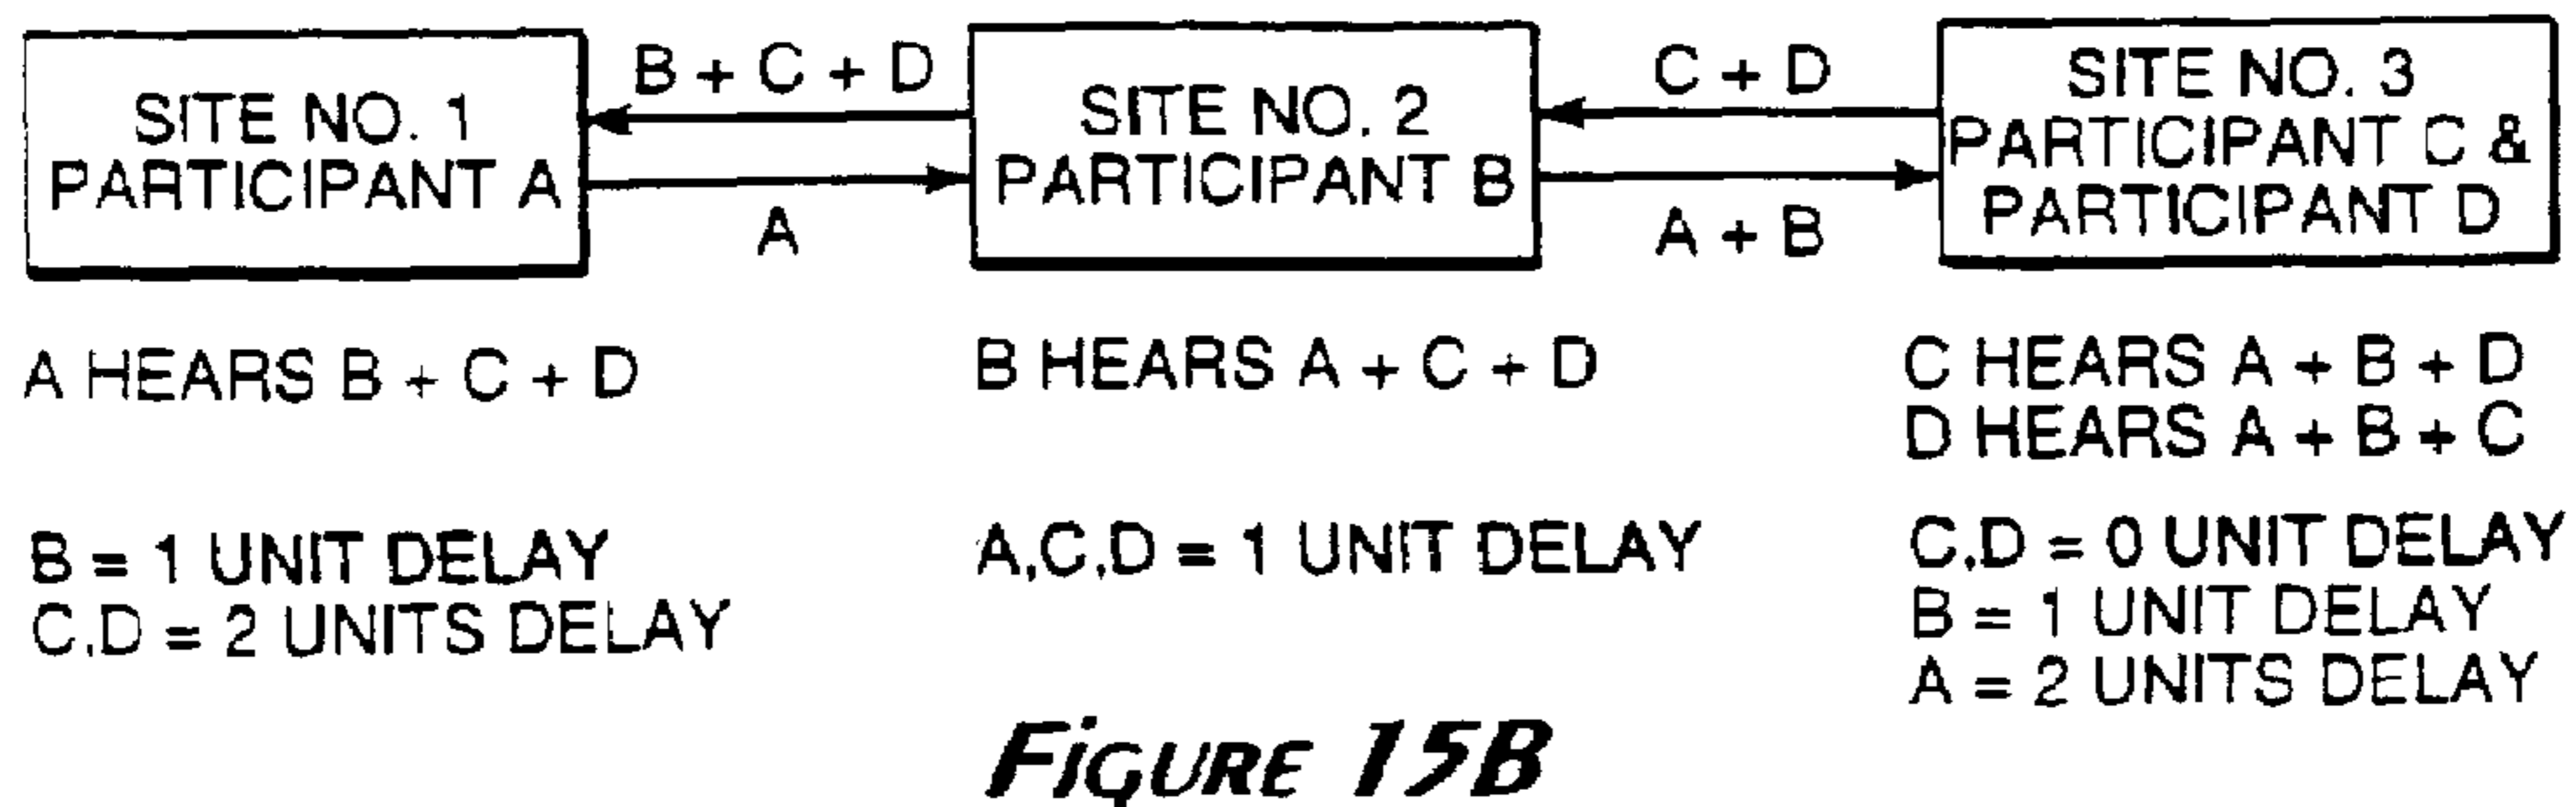 SITE NO. 1
PARTICIPANT A
B + C + D
A
SITE NO. 2
PARTICIPANT B
C + D
A + B
SITE NO. 3
PARTICIPANT C &
PARTICIPANT D
A HEARS B + C + D
B HEARS A + C + D
C HEARS A + B + D
D HEARS A + B + C
B = 1 UNIT DELAY
C,D = 2 UNITS DELAY
A,C,D = 1 UNIT DELAY
C,D = 0 UNIT DELAY
B = 1 UNIT DELAY
A = 2 UNITS DELAY
FIGURE 15B